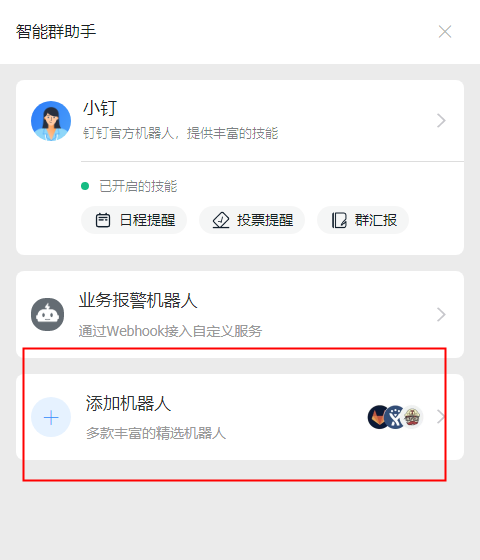 智能群助手
小钉
钉钉官方机器人，提供丰富的技能
已开启的技能
日程提醒 投票提醒 群汇报
业务报警机器人
通过Webhook接入自定义服务
添加机器人
多款丰富的精选机器人